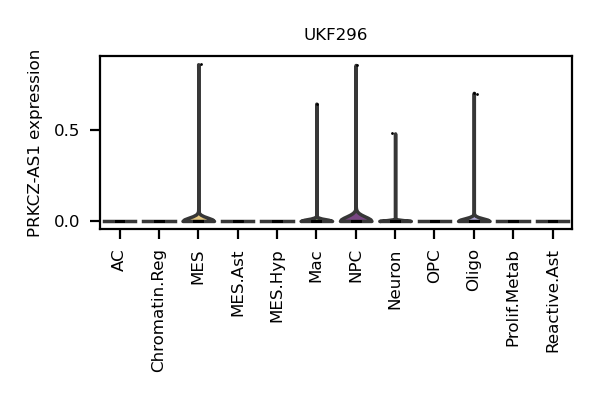 UKF296
PRKCZ-AS1 expression
0.5
0.0
AC
Chromatin.Reg
MES
MES.Ast
MES.Hyp
Mac
NPC
Neuron
OPC
Oligo
Prolif.Metab
Reactive.Ast